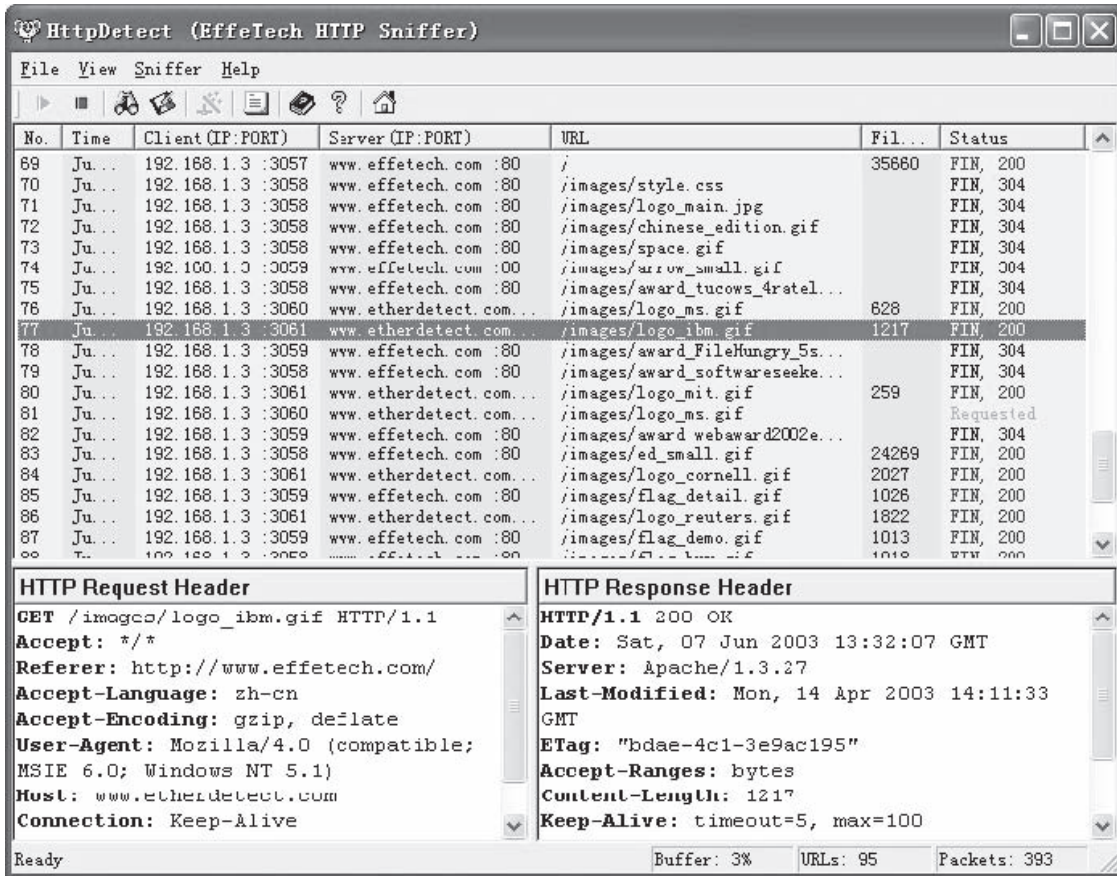 HttpDetect (EffeTech HTTP Sniffer)
File View Sniffer Help
No. Time Client (IP:PORT) Server (IP:PORT) URL Fil... Status
69 Ju... 192.168.1.3 :3057 www.effetech.com :80 / 35660 FIN, 200
70 Ju... 192.168.1.3 :3058 www.effetech.com :80 /images/style.css FIN, 304
71 Ju... 192.168.1.3 :3058 www.effetech.com :80 /images/logo_main.jpg FIN, 304
72 Ju... 192.168.1.3 :3058 www.effetech.com :80 /images/chinese_edition.gif FIN, 304
73 Ju... 192.168.1.3 :3058 www.effetech.com :80 /images/space.gif FIN, 304
74 Ju... 192.168.1.3 :3059 www.effetech.com :80 /images/arrow_small.gif FIN, 304
75 Ju... 192.168.1.3 :3058 www.effetech.com :80 /images/award_tucows_4ratel... FIN, 304
76 Ju... 192.168.1.3 :3060 www.etherdetect.com... /images/logo_ms.gif 628 FIN, 200
77 Ju... 192.168.1.3 :3061 www.etherdetect.com... /images/logo_ibm.gif 1217 FIN, 200
78 Ju... 192.168.1.3 :3059 www.effetech.com :80 /images/award_FileHungry_5s... FIN, 304
79 Ju... 192.168.1.3 :3058 www.effetech.com :80 /images/award_softwareseeke... FIN, 304
80 Ju... 192.168.1.3 :3061 www.etherdetect.com... /images/logo_mit.gif 259 FIN, 200
81 Ju... 192.168.1.3 :3060 www.etherdetect.com... /images/logo_ms.gif Requested
82 Ju... 192.168.1.3 :3059 www.effetech.com :80 /images/award webaward2002e... FIN, 304
83 Ju... 192.168.1.3 :3058 www.effetech.com :80 /images/ed_small.gif 24269 FIN, 200
84 Ju... 192.168.1.3 :3061 www.etherdetect.com... /images/logo_cornell.gif 2027 FIN, 200
85 Ju... 192.168.1.3 :3059 www.effetech.com :80 /images/flag_detail.gif 1026 FIN, 200
86 Ju... 192.168.1.3 :3061 www.etherdetect.com... /images/logo_reuters.gif 1822 FIN, 200
87 Ju... 192.168.1.3 :3059 www.effetech.com :80 /images/flag_demo.gif 1013 FIN, 200
HTTP Request Header
GET /images/logo_ibm.gif HTTP/1.1
Accept: */*
Referer: http://www.effetech.com/
Accept-Language: zh-cn
Accept-Encoding: gzip, deflate
User-Agent: Mozilla/4.0 (compatible;
MSIE 6.0; Windows NT 5.1)
Host: www.etherdetect.com
Connection: Keep-Alive
HTTP Response Header
HTTP/1.1 200 OK
Date: Sat, 07 Jun 2003 13:32:07 GMT
Server: Apache/1.3.27
Last-Modified: Mon, 14 Apr 2003 14:11:33
GMT
ETag: "bdae-4c1-3e9ac195"
Accept-Ranges: bytes
Content-Length: 1217
Keep-Alive: timeout=5, max=100
Ready Buffer: 3% URLs: 95 Packets: 393